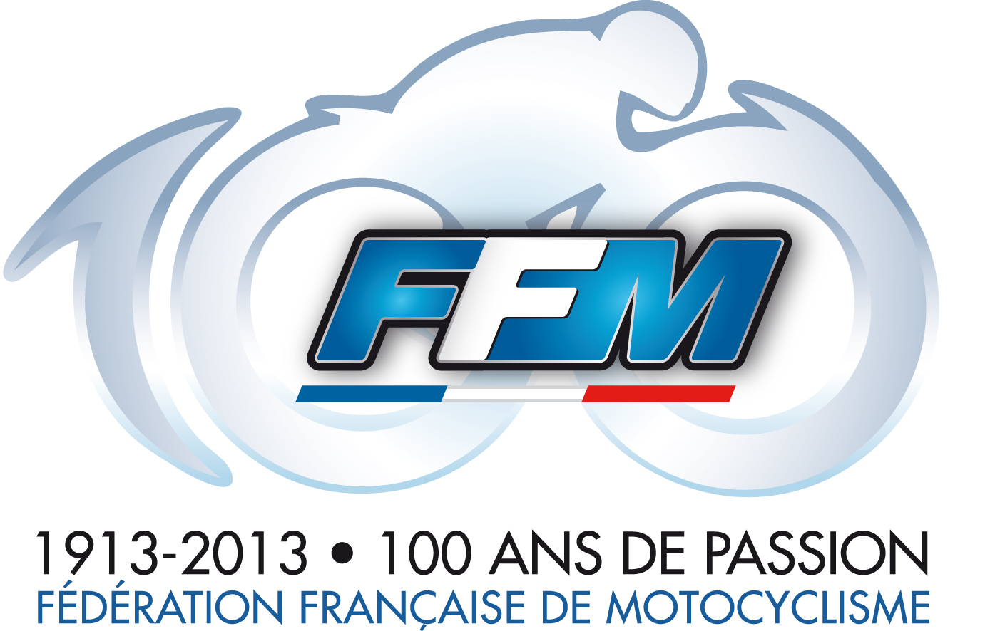 FFM
1913-2013 • 100 ANS DE PASSION
FÉDÉRATION FRANÇAISE DE MOTOCYCLISME